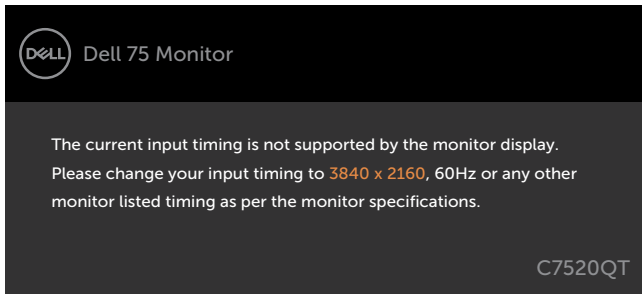 DELL
Dell 75 Monitor
The current input timing is not supported by the monitor display.
Please change your input timing to 3840 x 2160, 60Hz or any other
monitor listed timing as per the monitor specifications.
C7520QT